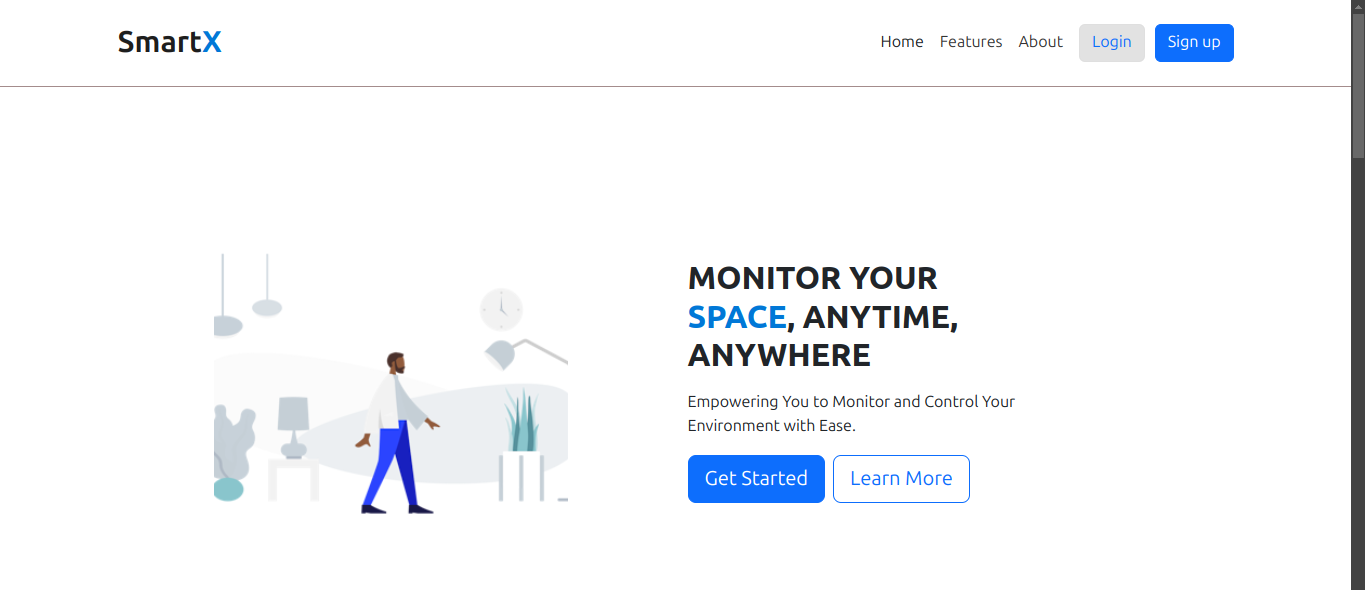 SmartX
Home Features About Login Sign up
MONITOR YOUR
SPACE, ANYTIME,
ANYWHERE
Empowering You to Monitor and Control Your
Environment with Ease.
Get Started Learn More